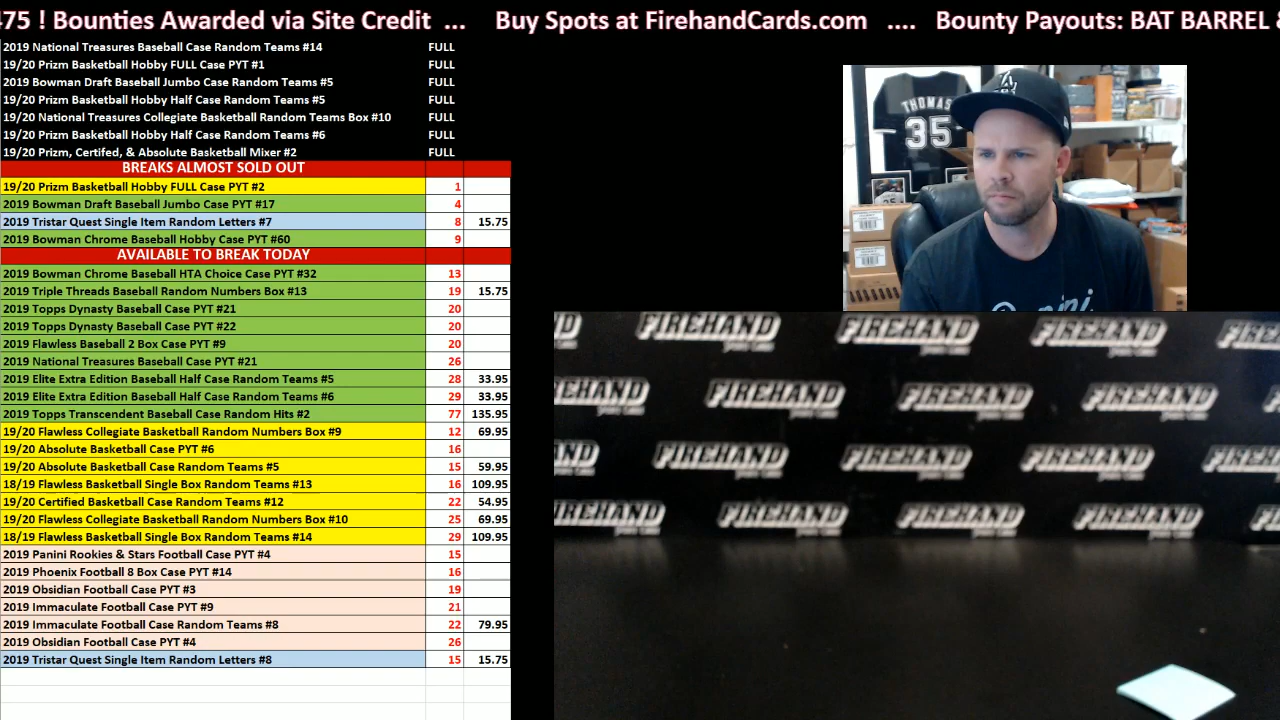 475 ! Bounties Awarded via Site Credit ... Buy Spots at FirehandCards.com .... Bounty Payouts: BAT BARREL &
2019 National Treasures Baseball Case Random Teams #14 FULL
19/20 Prizm Basketball Hobby FULL Case PYT #1 FULL
2019 Bowman Draft Baseball Jumbo Case Random Teams #5 FULL
19/20 Prizm Basketball Hobby Half Case Random Teams #5 FULL
19/20 National Treasures Collegiate Basketball Random Teams Box #10 FULL
19/20 Prizm Basketball Hobby Half Case Random Teams #6 FULL
19/20 Prizm, Certifed, & Absolute Basketball Mixer #2 FULL
BREAKS ALMOST SOLD OUT
19/20 Prizm Basketball Hobby FULL Case PYT #2 1
2019 Bowman Draft Baseball Jumbo Case PYT #17 4
2019 Tristar Quest Single Item Random Letters #7 8 15.75
2019 Bowman Chrome Baseball Hobby Case PYT #60 9
AVAILABLE TO BREAK TODAY
2019 Bowman Chrome Baseball HTA Choice Case PYT #32 13
2019 Triple Threads Baseball Random Numbers Box #13 19 15.75
2019 Topps Dynasty Baseball Case PYT #21 20
2019 Topps Dynasty Baseball Case PYT #22 20
2019 Flawless Baseball 2 Box Case PYT #9 20
2019 National Treasures Baseball Case PYT #21 26
2019 Elite Extra Edition Baseball Half Case Random Teams #5 28 33.95
2019 Elite Extra Edition Baseball Half Case Random Teams #6 29 33.95
2019 Topps Transcendent Baseball Case Random Hits #2 77 135.95
19/20 Flawless Collegiate Basketball Random Numbers Box #9 12 69.95
19/20 Absolute Basketball Case PYT #6 16
19/20 Absolute Basketball Case Random Teams #5 15 59.95
18/19 Flawless Basketball Single Box Random Teams #13 16 109.95
19/20 Certified Basketball Case Random Teams #12 22 54.95
19/20 Flawless Collegiate Basketball Random Numbers Box #10 25 69.95
18/19 Flawless Basketball Single Box Random Teams #14 29 109.95
2019 Panini Rookies & Stars Football Case PYT #4 15
2019 Phoenix Football 8 Box Case PYT #14 16
2019 Obsidian Football Case PYT #3 19
2019 Immaculate Football Case PYT #9 21
2019 Immaculate Football Case Random Teams #8 22 79.95
2019 Obsidian Football Case PYT #4 26
2019 Tristar Quest Single Item Random Letters #8 15 15.75
THOMAS
35
FIREHAND FIREHAND FIREHAND
FIREHAND FIREHAND FIREHAND FIREHAND
FIREHAND FIREHAND FIREHAND
FIREHAND FIREHAND FIREHAND FIREHAND